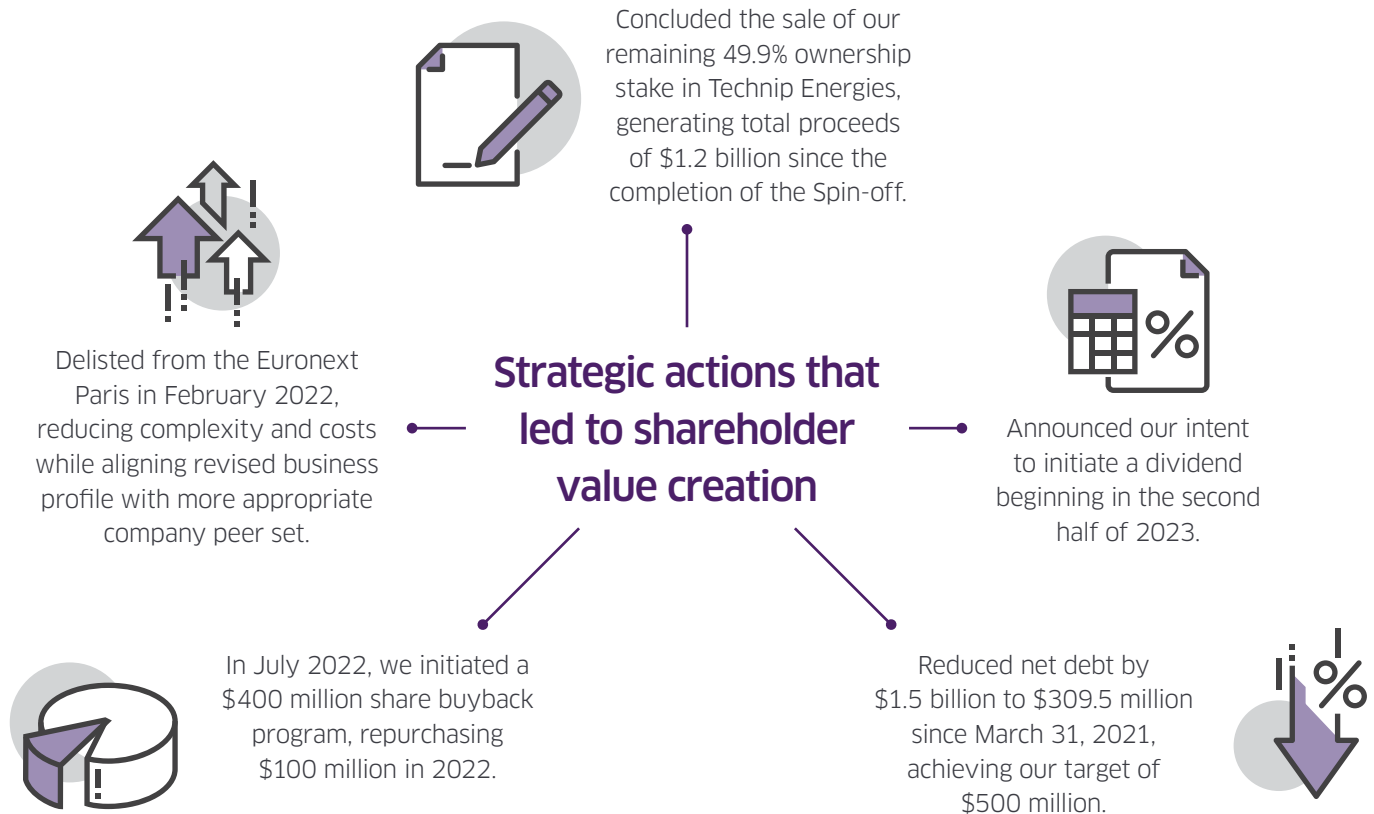 Concluded the sale of our
remaining 49.9% ownership
stake in Technip Energies,
generating total proceeds
of $1.2 billion since the
completion of the Spin-off.
Delisted from the Euronext
Paris in February 2022,
reducing complexity and costs
while aligning revised business
profile with more appropriate
company peer set.
Strategic actions that
led to shareholder
value creation
%
Announced our intent
to initiate a dividend
beginning in the second
half of 2023.
In July 2022, we initiated a
$400 million share buyback
program, repurchasing
$100 million in 2022.
Reduced net debt by
$1.5 billion to $309.5 million
since March 31, 2021,
achieving our target of
$500 million.
%